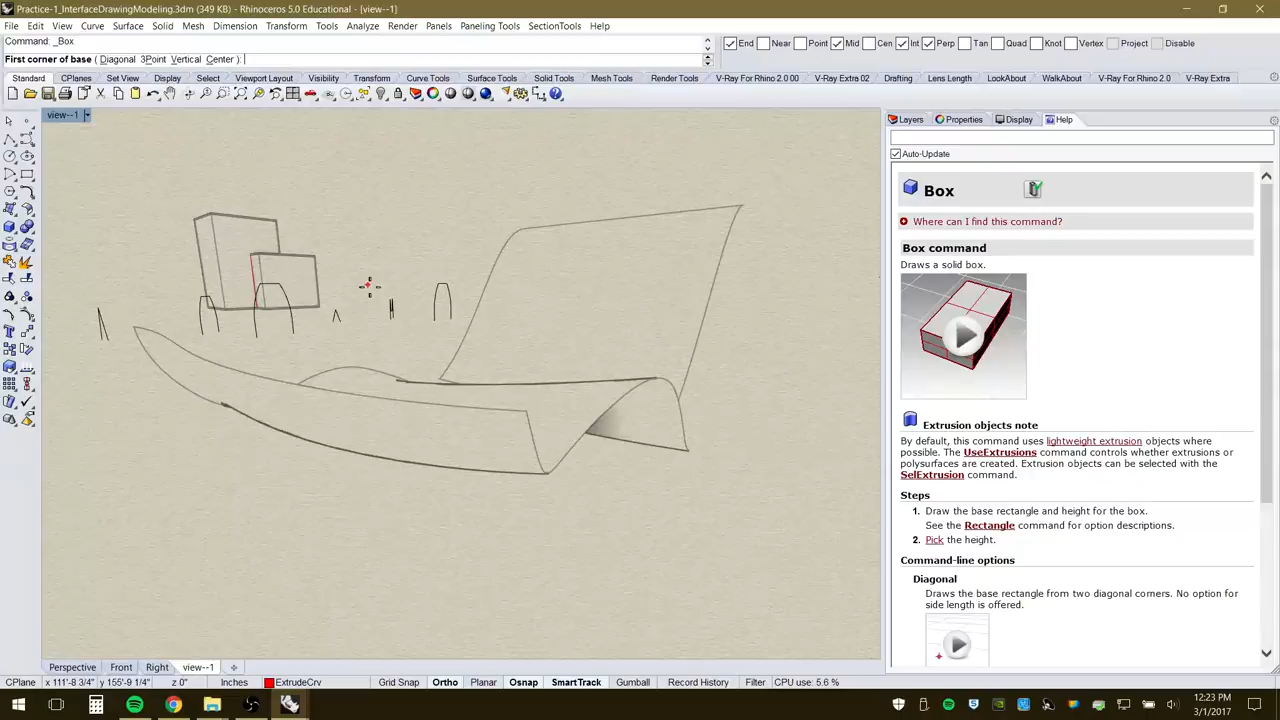 Practice-1_InterfaceDrawingModeling.3dm (349 KB) - Rhinoceros 5.0 Educational - [view--1]
File Edit View Curve Surface Solid Mesh Dimension Transform Tools Analyze Render Panels Paneling Tools SectionTools Help
Command: _Box
First corner of base ( Diagonal 3Point Vertical Center ):
End Near Point Mid Cen Int Perp Tan Quad Knot Vertex Project Disable
Standard CPlanes Set View Display Select Viewport Layout Visibility Transform Curve Tools Surface Tools Solid Tools Mesh Tools Render Tools V-Ray For Rhino 2.0 00 V-Ray Extra 02 Drafting Lens Length LookAbout WalkAbout V-Ray For Rhino 2.0 V-Ray Extra
view--1
Layers Properties Display Help
Auto-Update
Box
Where can I find this command?
Box command
Draws a solid box.
Extrusion objects note
By default, this command uses lightweight extrusion objects where
possible. The UseExtrusions command controls whether extrusions or
polysurfaces are created. Extrusion objects can be selected with the
SelExtrusion command.
Steps
1. Draw the base rectangle and height for the box.
See the Rectangle command for option descriptions.
2. Pick the height.
Command-line options
Diagonal
Draws the base rectangle from two diagonal corners. No option for
side length is offered.
Perspective Front Right view--1
CPlane x 111'-8 3/4" y 155'-9 1/4" z 0" Inches ExtrudeCrv Grid Snap Ortho Planar Osnap SmartTrack Gumball Record History Filter CPU use: 5.6 %
12:23 PM
3/1/2017